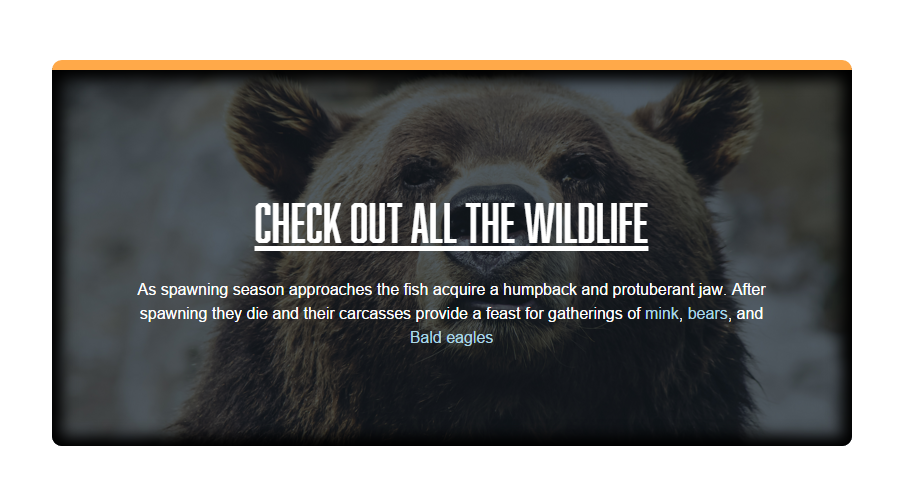 CHECK OUT ALL THE WILDLIFE
As spawning season approaches the fish acquire a humpback and protuberant jaw. After
spawning they die and their carcasses provide a feast for gatherings of mink, bears, and
Bald eagles